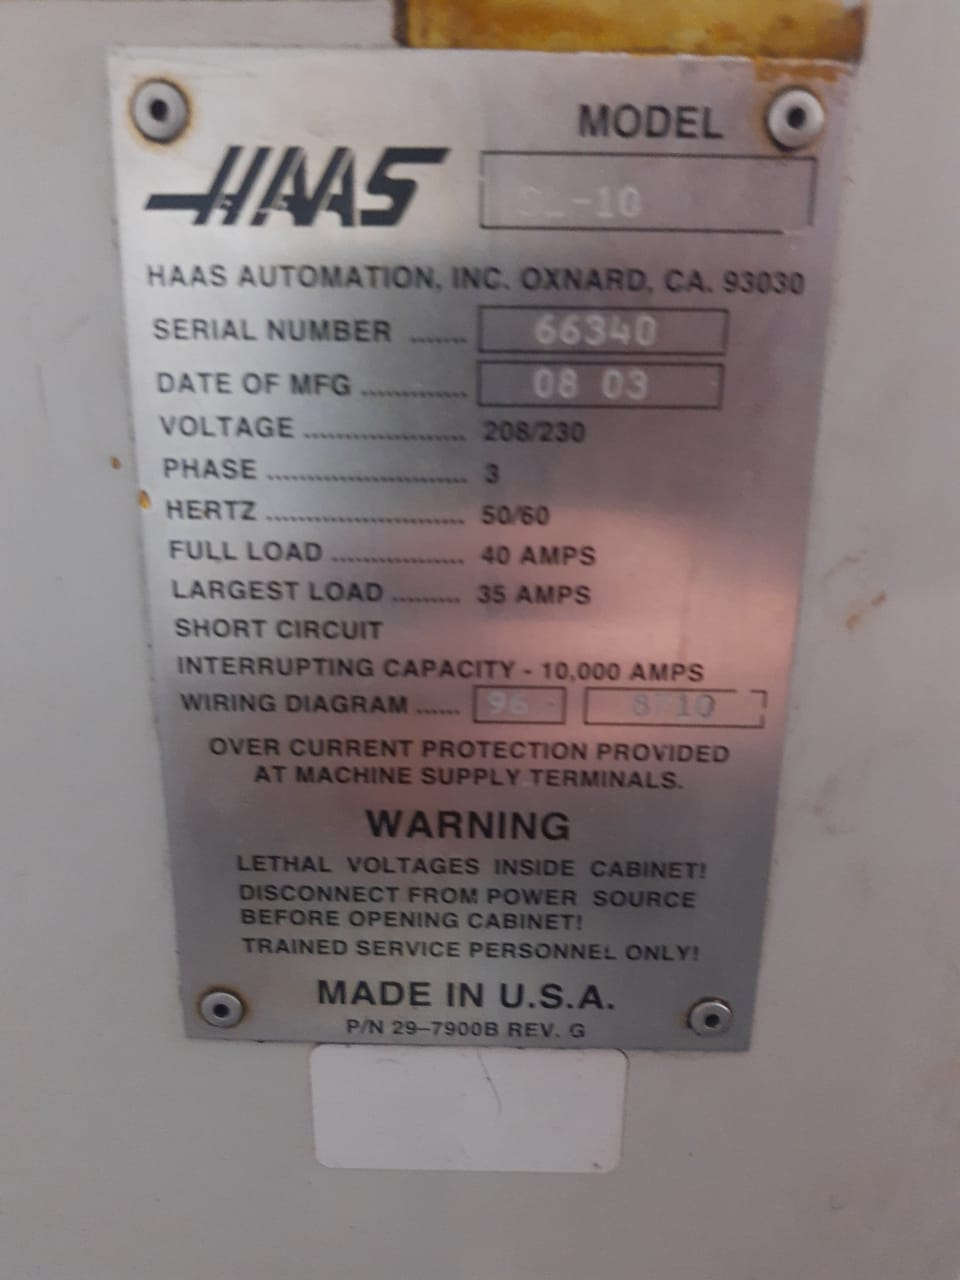 MODEL
HAAS
SL-10
HAAS AUTOMATION, INC. OXNARD, CA. 93030
SERIAL NUMBER ....... 66340
DATE OF MFG ............. 08 03
VOLTAGE .................... 208/230
PHASE ......................... 3
HERTZ ......................... 50/60
FULL LOAD ................. 40 AMPS
LARGEST LOAD ......... 35 AMPS
SHORT CIRCUIT
INTERRUPTING CAPACITY - 10,000 AMPS
WIRING DIAGRAM ...... 96 - 8710
OVER CURRENT PROTECTION PROVIDED
AT MACHINE SUPPLY TERMINALS.
WARNING
LETHAL VOLTAGES INSIDE CABINET!
DISCONNECT FROM POWER SOURCE
BEFORE OPENING CABINET!
TRAINED SERVICE PERSONNEL ONLY!
MADE IN U.S.A.
P/N 29–7900B REV. G